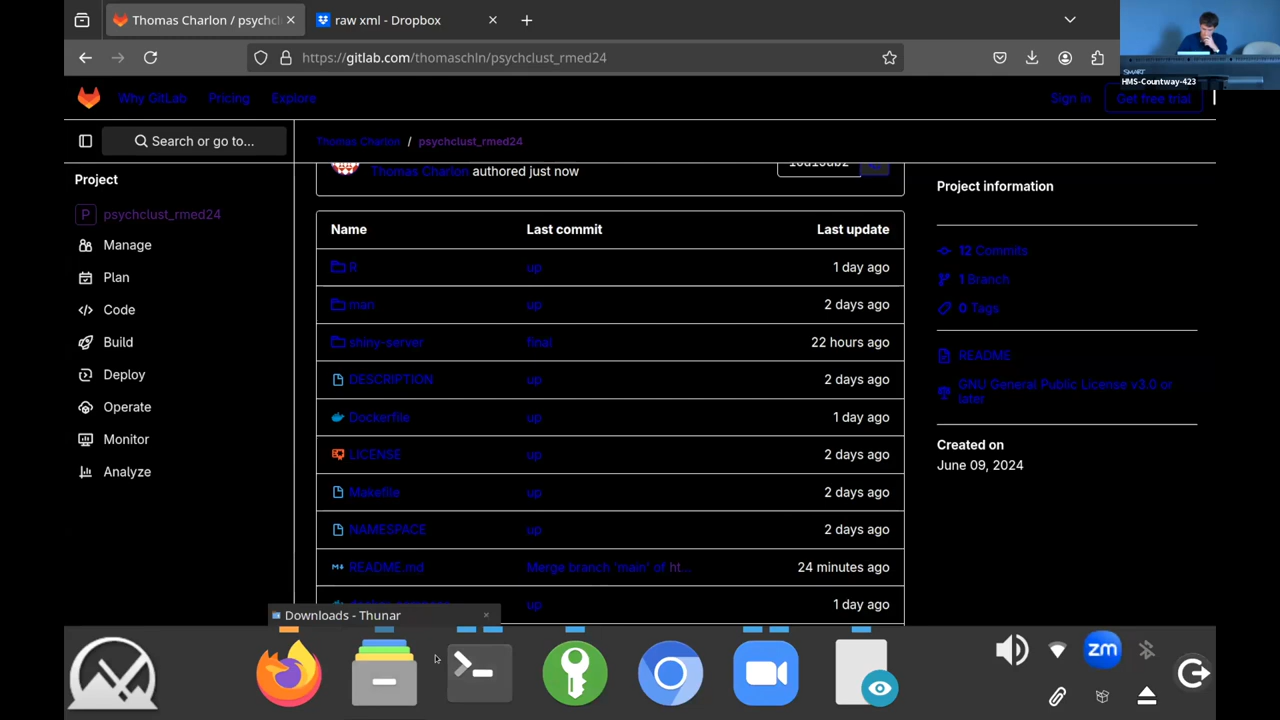 Thomas Charlon / psychcl
raw xml - Dropbox
https://gitlab.com/thomaschln/psychclust_rmed24
SMART
HMS-Countway-423
Why GitLab
Pricing
Explore
Sign in
Get free trial
Search or go to...
Thomas Charlon / psychclust_rmed24
Project
psychclust_rmed24
Manage
Plan
Code
Build
Deploy
Operate
Monitor
Analyze
Thomas Charlon authored just now
Name Last commit Last update
R up 1 day ago
man up 2 days ago
shiny-server final 22 hours ago
DESCRIPTION up 2 days ago
Dockerfile up 1 day ago
LICENSE up 2 days ago
Makefile up 2 days ago
NAMESPACE up 2 days ago
README.md Merge branch 'main' of ht...  24 minutes ago
up 1 day ago
Project information
12 Commits
1 Branch
0 Tags
README
GNU General Public License v3.0 or
later
Created on
June 09, 2024
Downloads - Thunar
zm